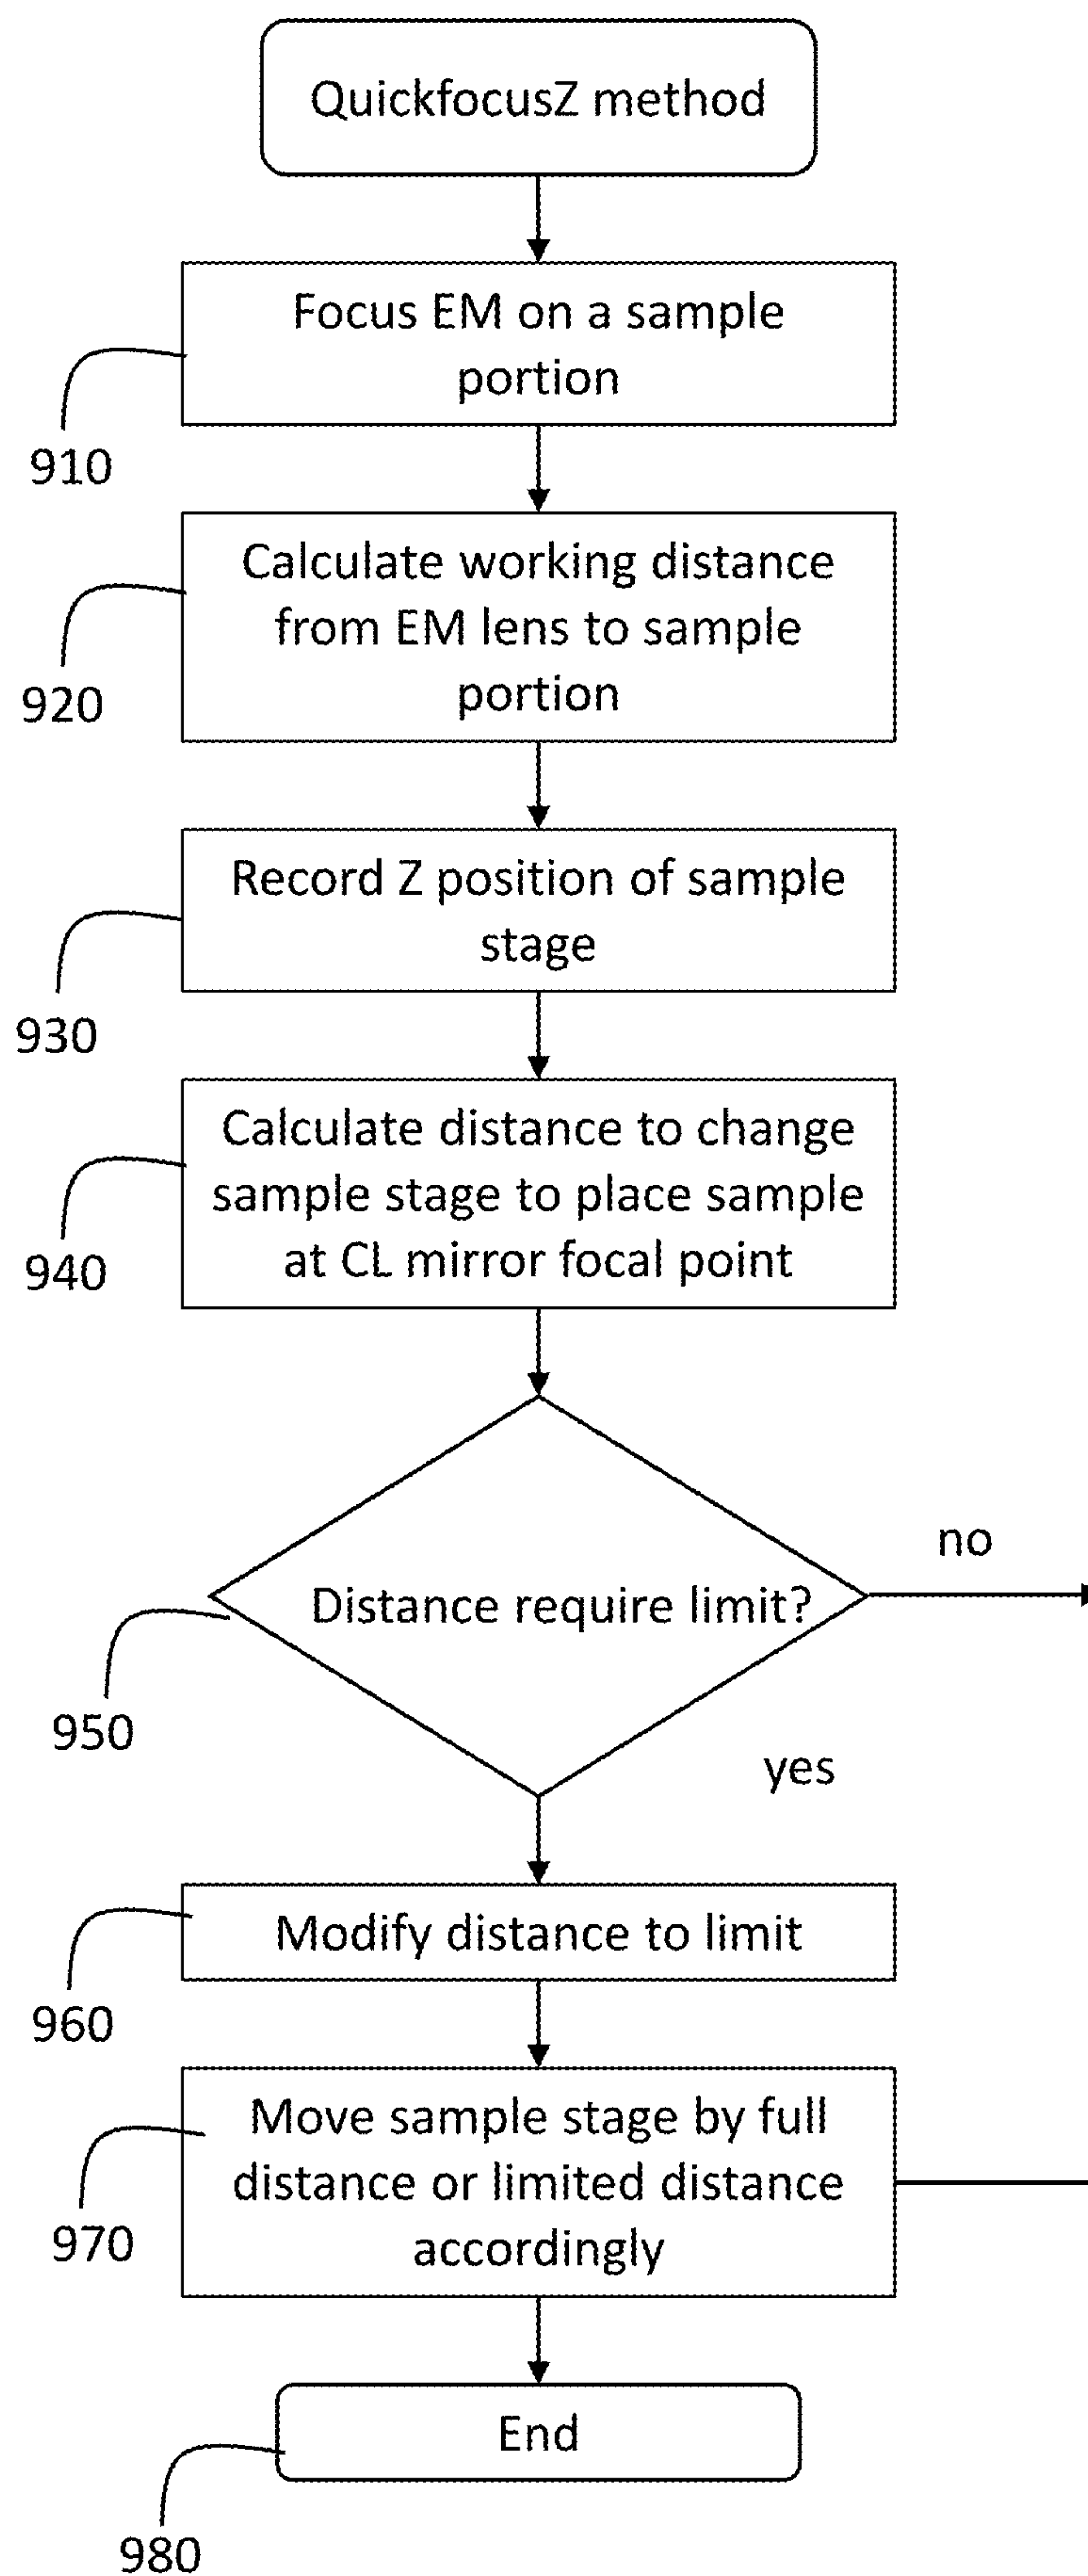 QuickfocusZ method
Focus EM on a sample
portion
910
Calculate working distance
from EM lens to sample
portion
920
Record Z position of sample
stage
930
Calculate distance to change
sample stage to place sample
at CL mirror focal point
940
no
Distance require limit?
950
yes
Modify distance to limit
960
Move sample stage by full
distance or limited distance
accordingly
970
End
980